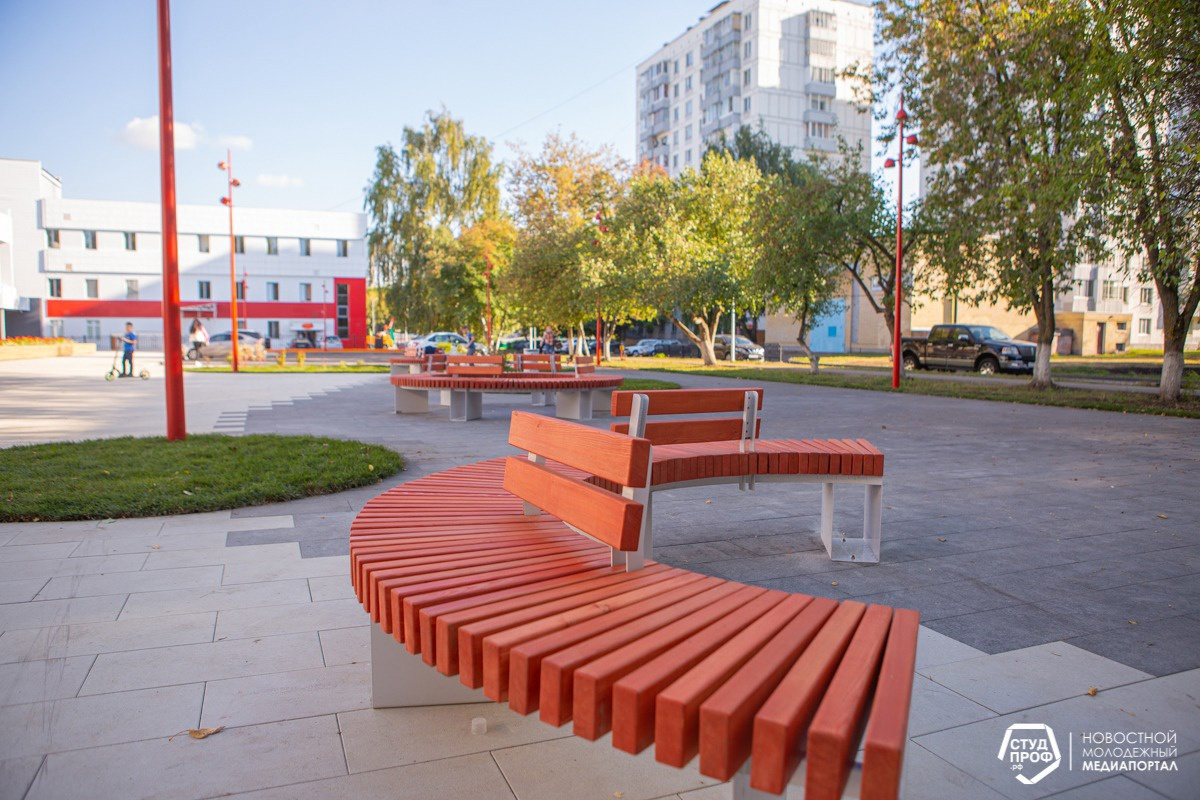 СТУД
ПРОФ
.РФ
НОВОСТНОЙ
МОЛОДЕЖНЫЙ
МЕДИАПОРТАЛ